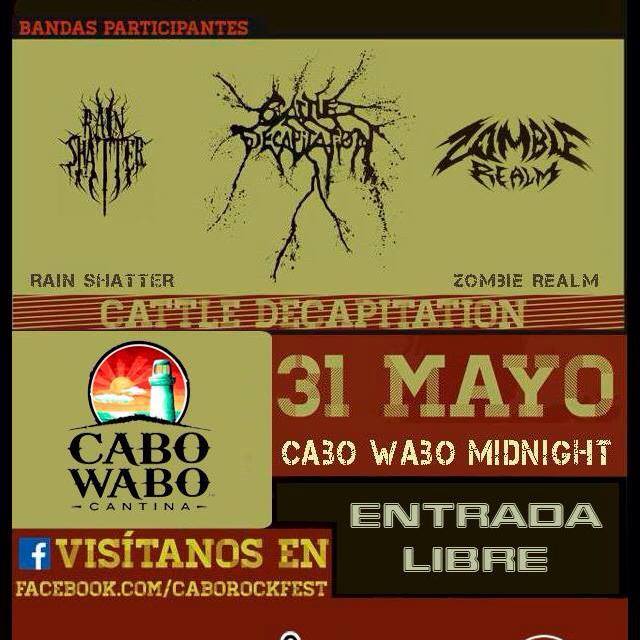 BANDAS PARTICIPANTES
RAIN
SHATTTER
CATTLE
DECAPITATION
ZOMBIE
REALM
RAIN SHATTER
ZOMBIE REALM
CATTLE DECAPITATION
CABO
WABO
-CANTINA-
31 MAYO
CABO WABO MIDNIGHT
ENTRADA
LIBRE
f VISÍTANOS EN
FACEBOOK.COM/CABOROCKFEST